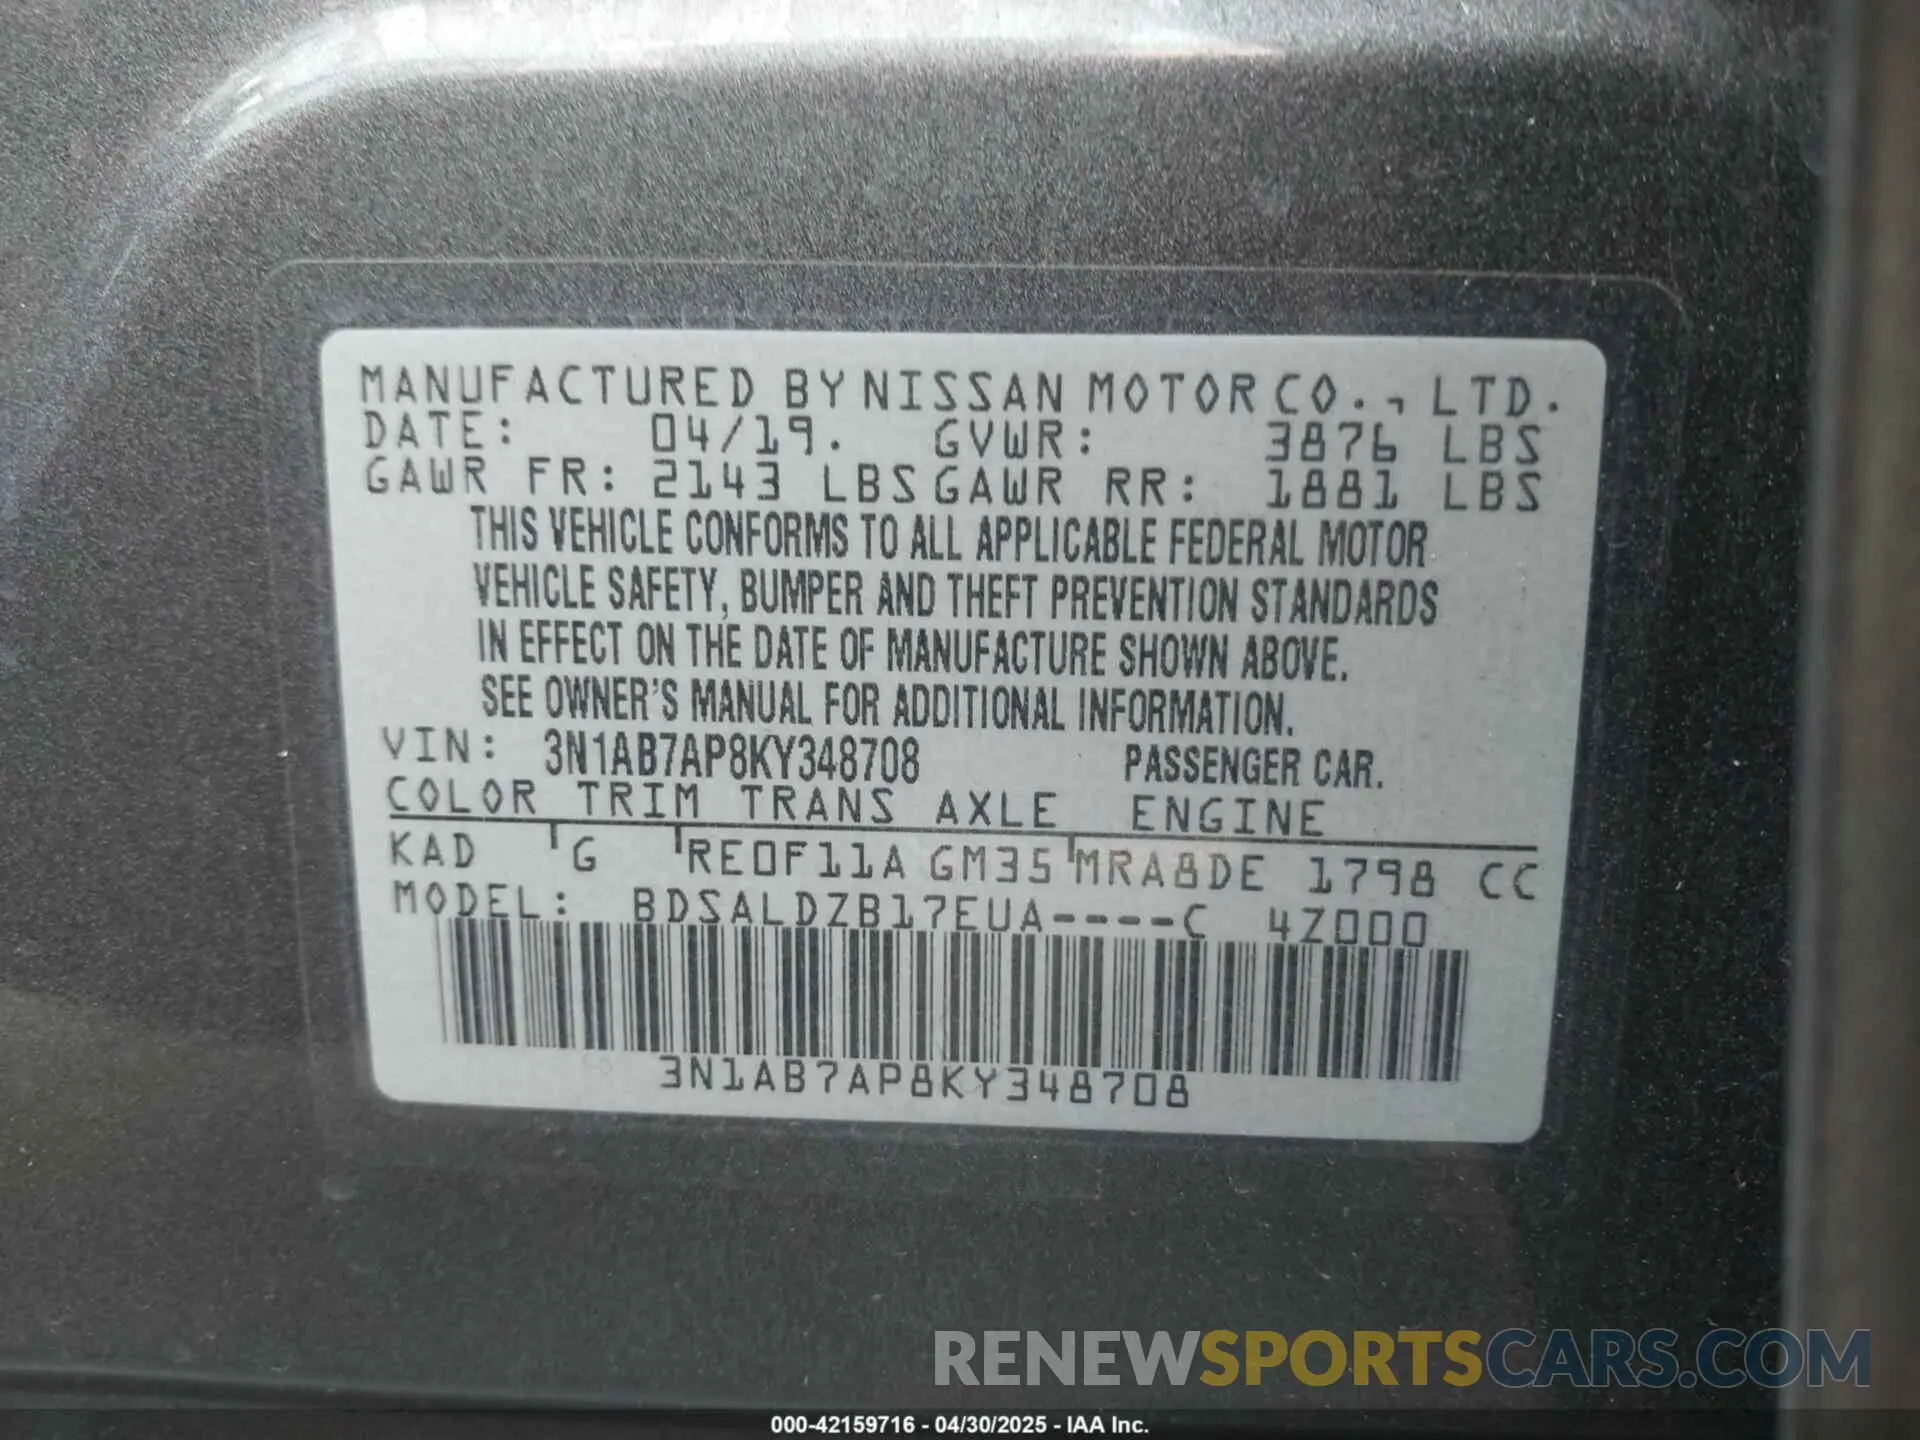 MANUFACTURED BY NISSAN MOTOR CO., LTD.
DATE: 04/19. GVWR: 3876 LBS
GAWR FR: 2143 LBS GAWR RR: 1881 LBS
THIS VEHICLE CONFORMS TO ALL APPLICABLE FEDERAL MOTOR
VEHICLE SAFETY, BUMPER AND THEFT PREVENTION STANDARDS
IN EFFECT ON THE DATE OF MANUFACTURE SHOWN ABOVE.
SEE OWNER'S MANUAL FOR ADDITIONAL INFORMATION.
VIN: 3N1AB7AP8KY348708 PASSENGER CAR.
COLOR TRIM TRANS AXLE ENGINE
KAD G RE0F11A GM35 MRA8DE 1798 CC
MODEL: BDSALDZB17EUA----C 4Z000
3N1AB7AP8KY348708
RENEWSPORTSCARS.COM
000-42159716 - 04/30/2025 - IAA Inc.